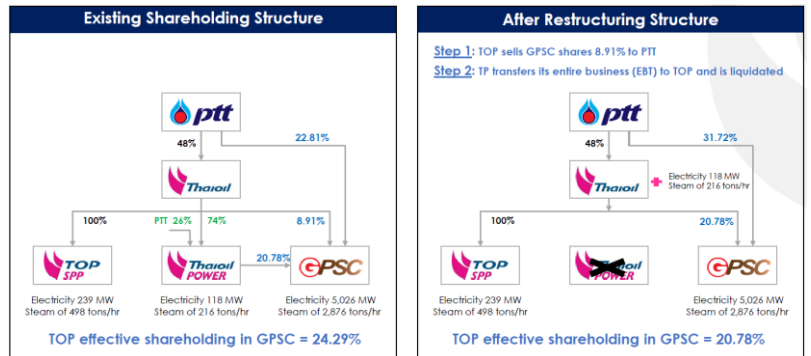 Existing Shareholding Structure
ptt
48%
22.81%
Thaioil
100%
PTT 26%
74%
8.91%
TOP
SPP
Thaioil
POWER
20.78%
GPSC
Electricity 239 MW
Steam of 498 tons/hr
Electricity 118 MW
Steam of 216 tons/hr
Electricity 5,026 MW
Steam of 2,876 tons/hr
TOP effective shareholding in GPSC = 24.29%
After Restructuring Structure
Step 1: TOP sells GPSC shares 8.91% to PTT
Step 2: TP transfers its entire business (EBT) to TOP and is liquidated
ptt
48%
31.72%
Thaioil
Electricity 118 MW
Steam of 216 tons/hr
100%
20.78%
TOP
SPP
Thaioil
POWER
GPSC
Electricity 239 MW
Steam of 498 tons/hr
Electricity 5,026 MW
Steam of 2,876 tons/hr
TOP effective shareholding in GPSC = 20.78%